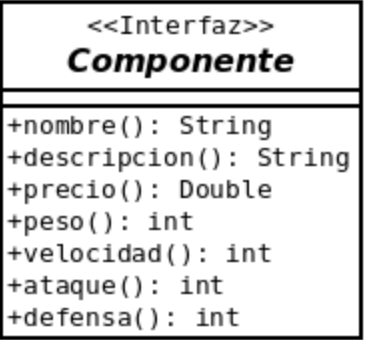 <<Interfaz>>
Componente
+nombre(): String
+descripcion(): String
+precio(): Double
+peso(): int
+velocidad(): int
+ataque(): int
+defensa(): int